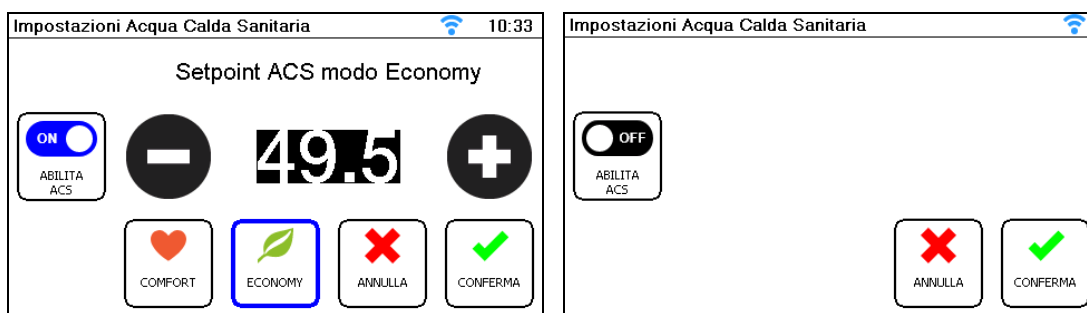 Impostazioni Acqua Calda Sanitaria 10:33
Setpoint ACS modo Economy
ON
49.5
ABILITA
ACS
COMFORT ECONOMY ANNULLA CONFERMA
Impostazioni Acqua Calda Sanitaria
OFF
ABILITA
ACS
ANNULLA CONFERMA